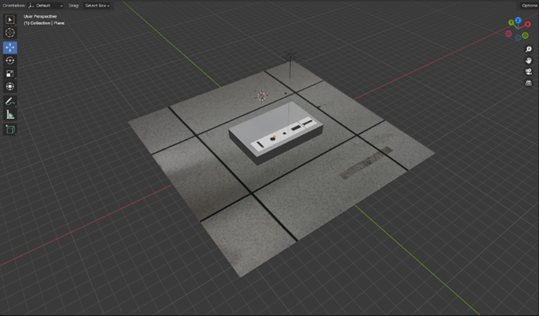 Orientation: Default Drag: Select Box Options
User Perspective
(1) Collection | Plane